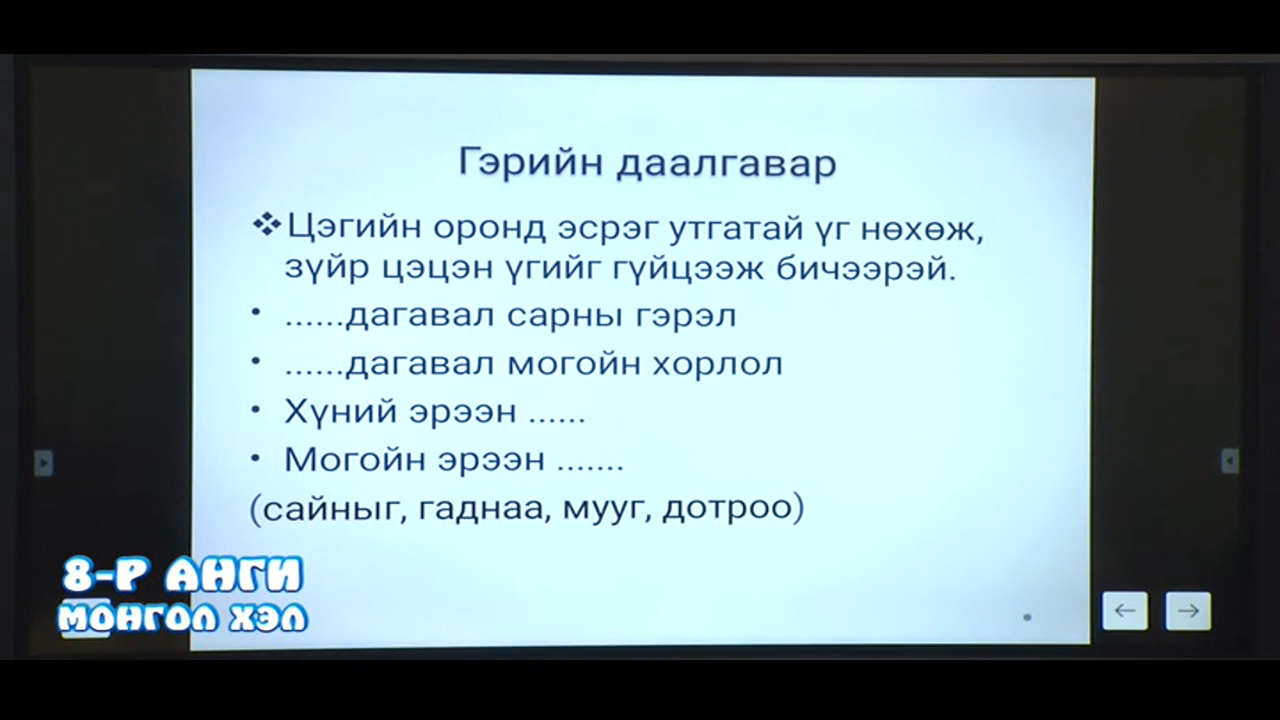 Гэрийн даалгавар
❖Цэгийн оронд эсрэг утгатай үг нөхөж,
зүйр цэцэн үгийг гүйцээж бичээрэй.
• ......дагавал сарны гэрэл
• ......дагавал могойн хорлол
• Хүний эрээн ......
• Могойн эрээн .......
(сайныг, гаднаа, мууг, дотроо)
8-Р АНГИ
МОНГОЛ ХЭЛ